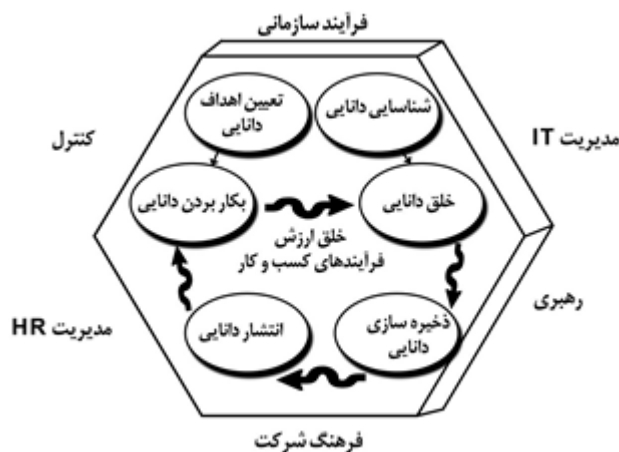 فرآیند سازمانی
شناسایی دانایی
تعیین اهداف
دانایی
مدیریت IT
کنترل
خلق دانایی
بکار بردن دانایی
خلق ارزش
فرآیندهای کسب و کار
رهبری
ذخیره سازی
دانایی
انتشار دانایی
مدیریت HR
فرهنگ شرکت